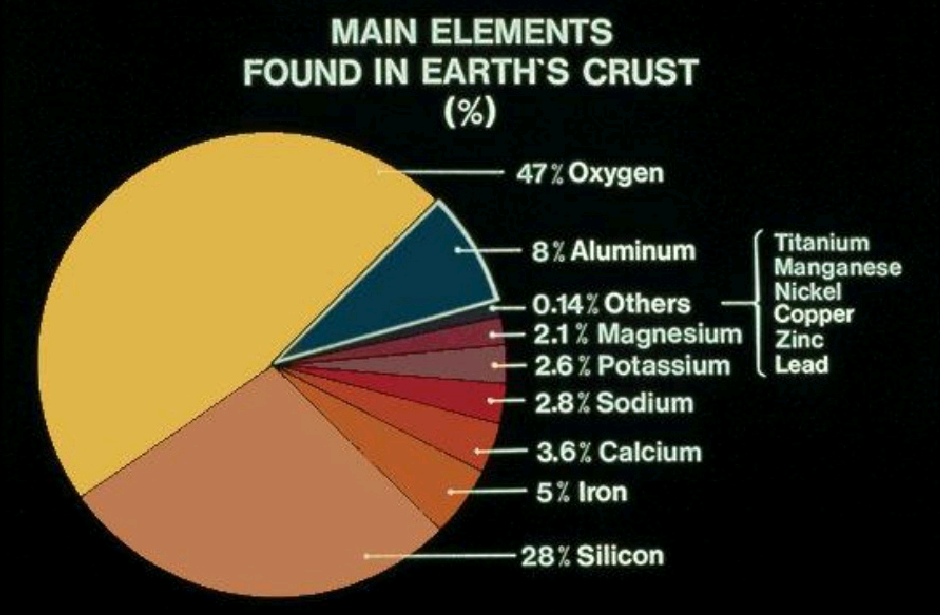 MAIN ELEMENTS
FOUND IN EARTH'S CRUST
(%)
47% Oxygen
8% Aluminum
0.14% Others
2.1% Magnesium
2.6% Potassium
2.8% Sodium
3.6% Calcium
5% Iron
28% Silicon
Titanium
Manganese
Nickel
Copper
Zinc
Lead